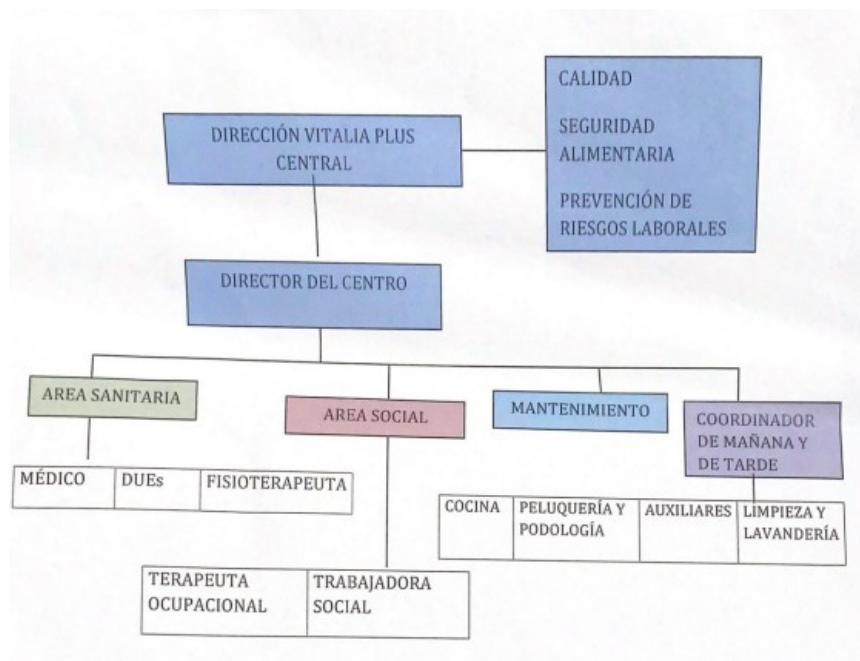 CALIDAD
SEGURIDAD
ALIMENTARIA
PREVENCIÓN DE
RIESGOS LABORALES
DIRECCIÓN VITALIA PLUS
CENTRAL
DIRECTOR DEL CENTRO
AREA SANITARIA
AREA SOCIAL
MANTENIMIENTO
COORDINADOR
DE MAÑANA Y
DE TARDE
MÉDICO
DUEs
FISIOTERAPEUTA
COCINA
PELUQUERÍA Y
PODOLOGÍA
AUXILIARES
LIMPIEZA Y
LAVANDERÍA
TERAPEUTA
OCUPACIONAL
TRABAJADORA
SOCIAL